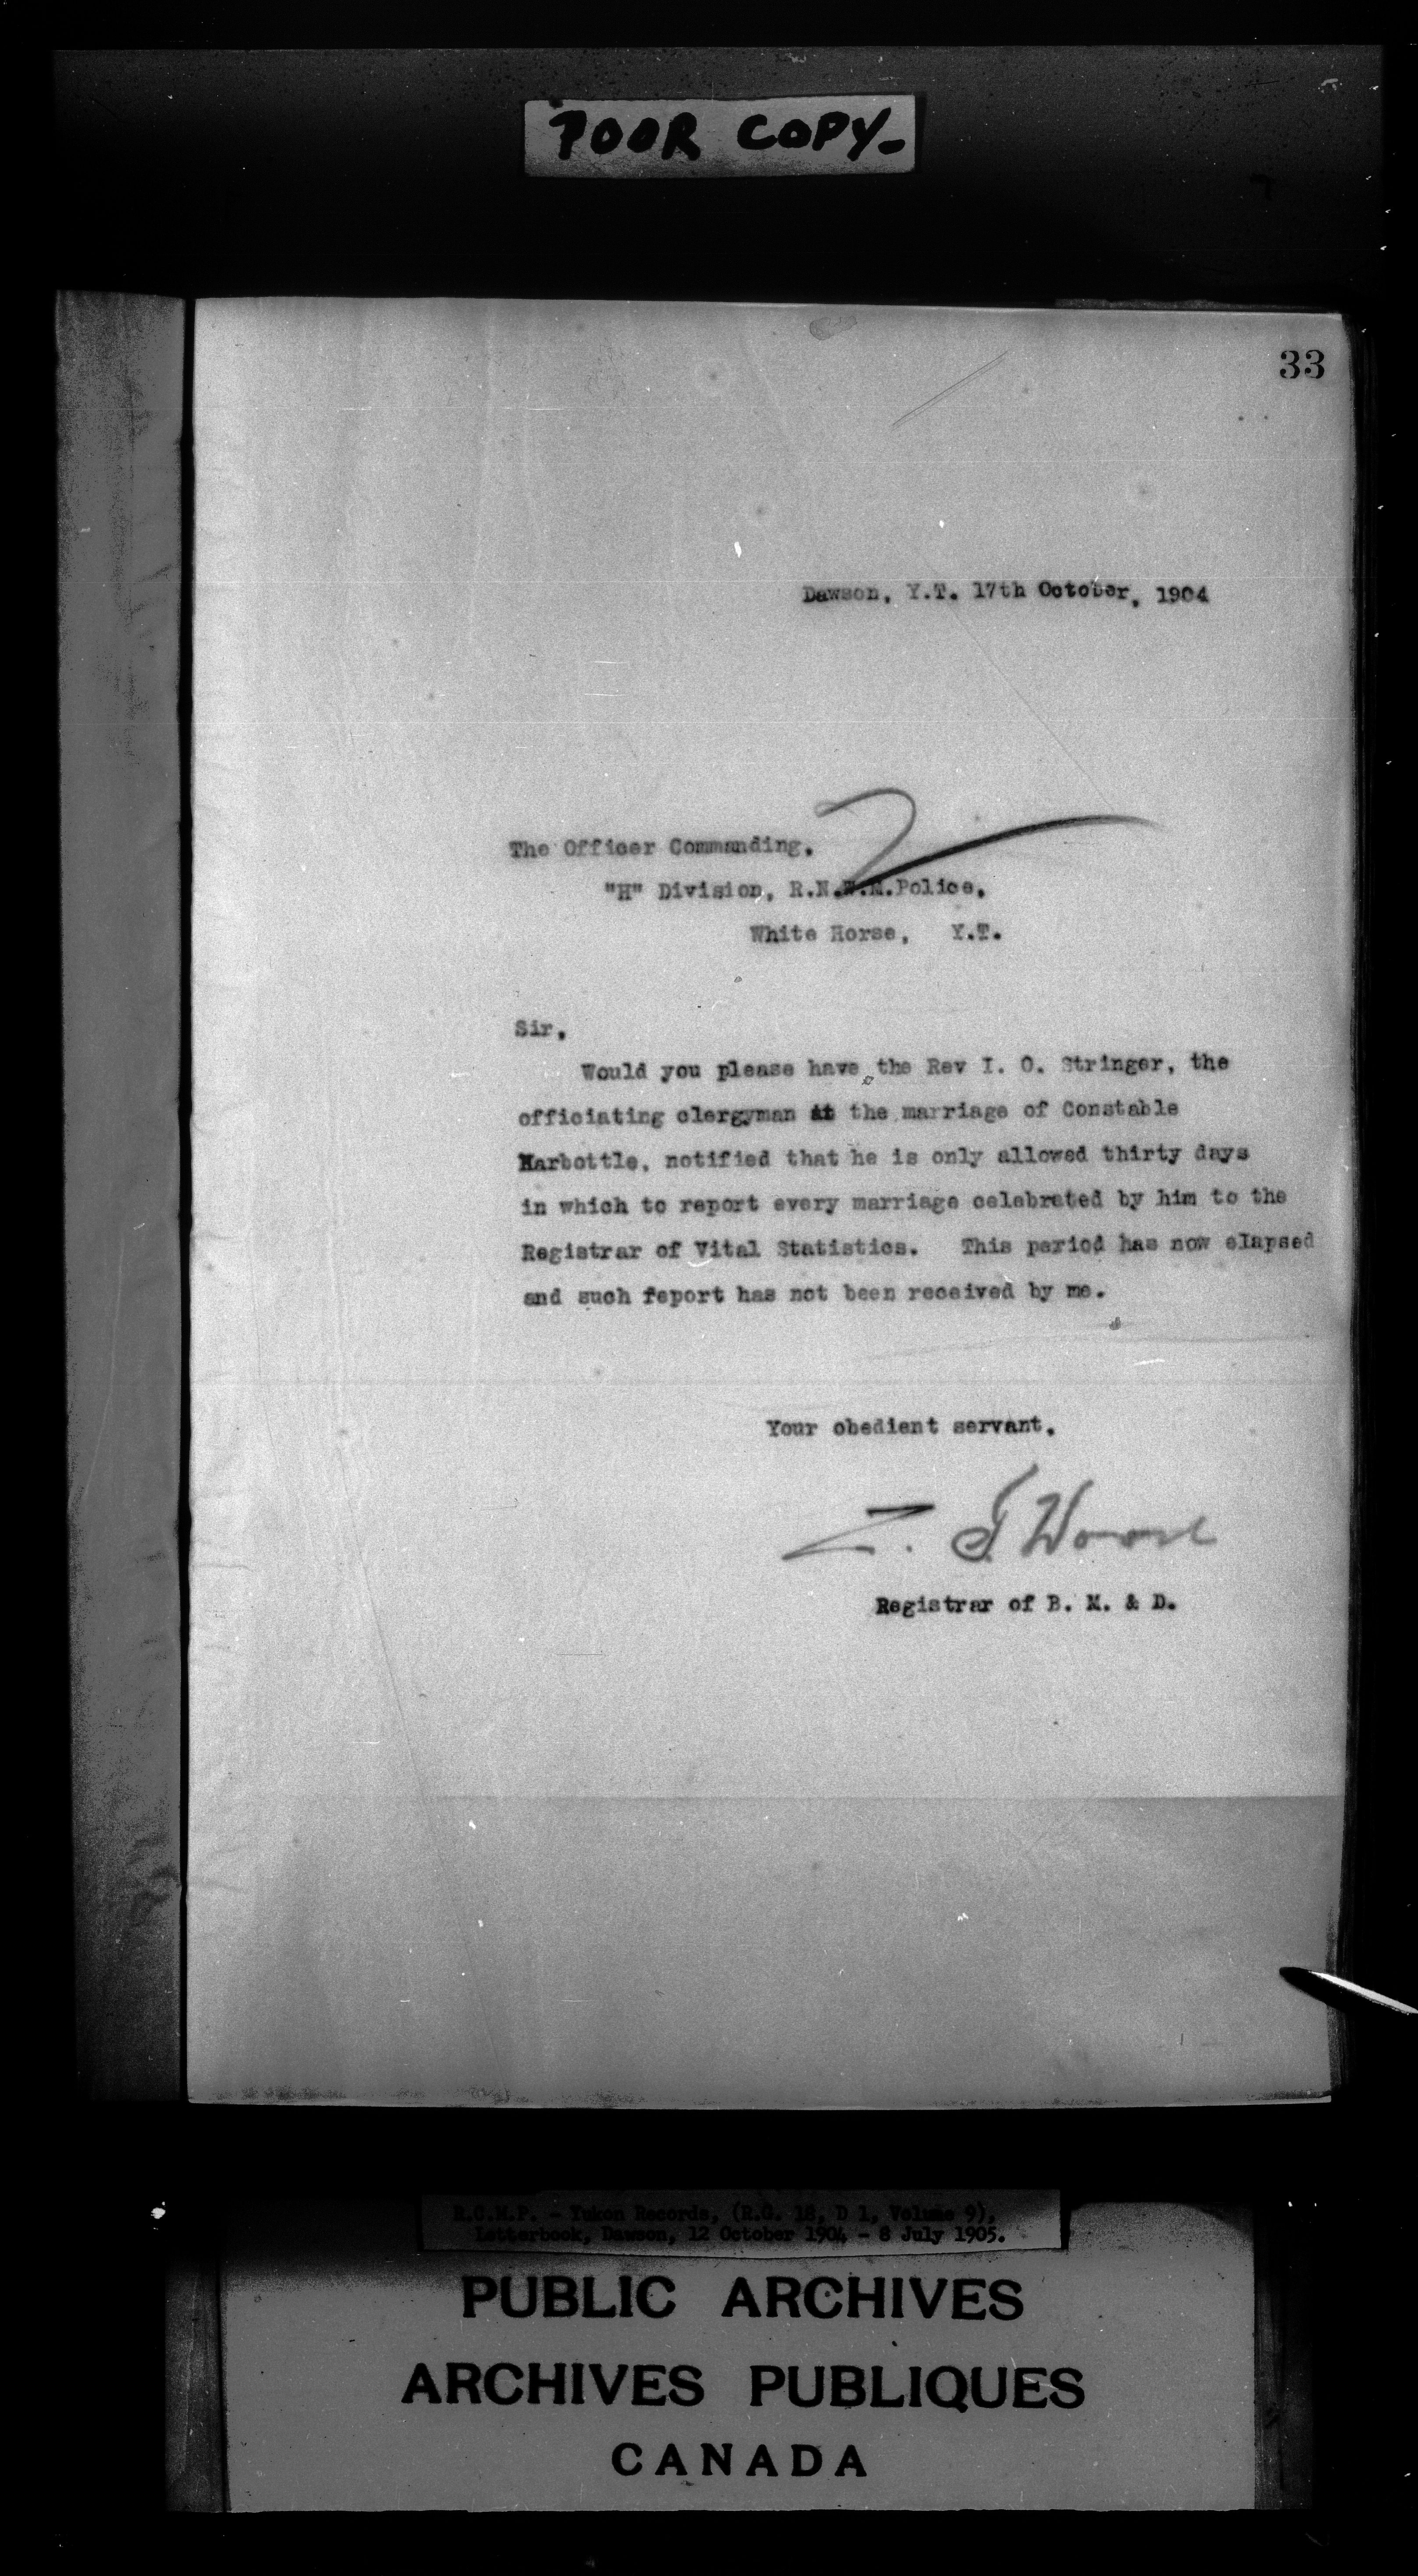 POOR COPY-
33
Dawson, Y.T. 17th October, 1904
The Officer Commanding.
"H" Division, R.N.W.M.Police,
White Horse, Y.T.
Sir,
Would you please have the Rev I. O. Stringer, the
officiating clergyman at the marriage of Constable
Harbottle, notified that he is only allowed thirty days
in which to report every marriage celebrated by him to the
Registrar of Vital Statistics. This period has now elapsed
and such report has not been received by me.
Your obedient servant.
Z. T. Wood
Registrar of B. M. & D.
R.C.M.P. - Yukon Records, (R.G. 18, D 1, Volume 9),
Letterbook, Dawson, 12 October 1904 - 8 July 1905.
PUBLIC ARCHIVES
ARCHIVES PUBLIQUES
CANADA